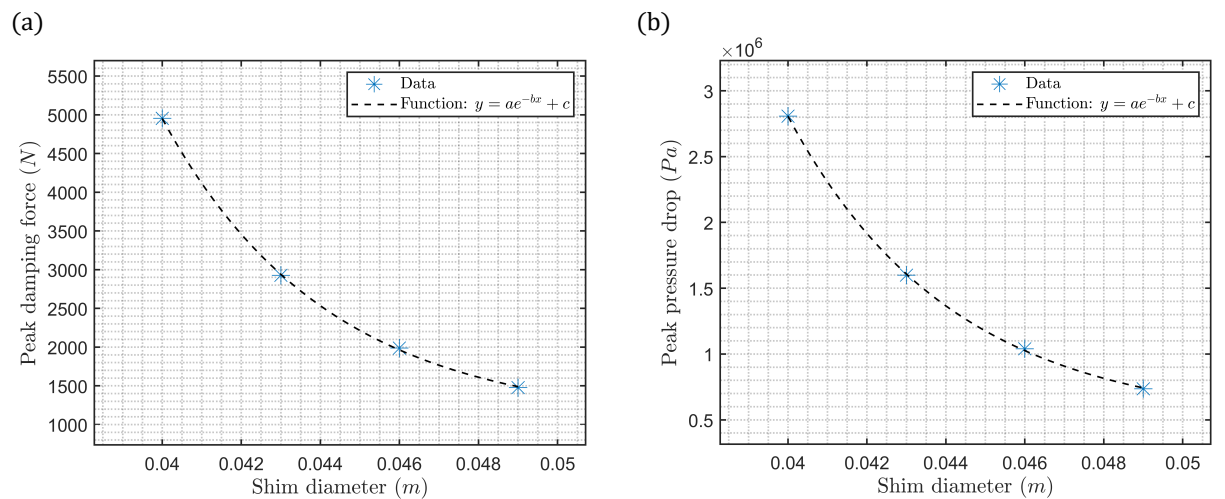 (a)
5500
5000
4500
4000
3500
3000
2500
2000
1500
1000
Peak damping force (N)
Data
Function: y = ae^{-bx} + c
0.04 0.042 0.044 0.046 0.048 0.05
Shim diameter (m)
(b)
×10^6
3
2.5
2
1.5
1
0.5
Peak pressure drop (Pa)
Data
Function: y = ae^{-bx} + c
0.04 0.042 0.044 0.046 0.048 0.05
Shim diameter (m)